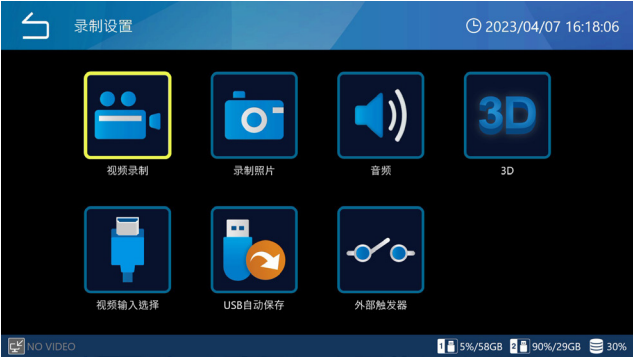 录制设置
2023/04/07 16:18:06
视频录制
录制照片
音频
3D
3D
视频输入选择
USB自动保存
外部触发器
NO VIDEO
1 5%/58GB 2 90%/29GB 30%